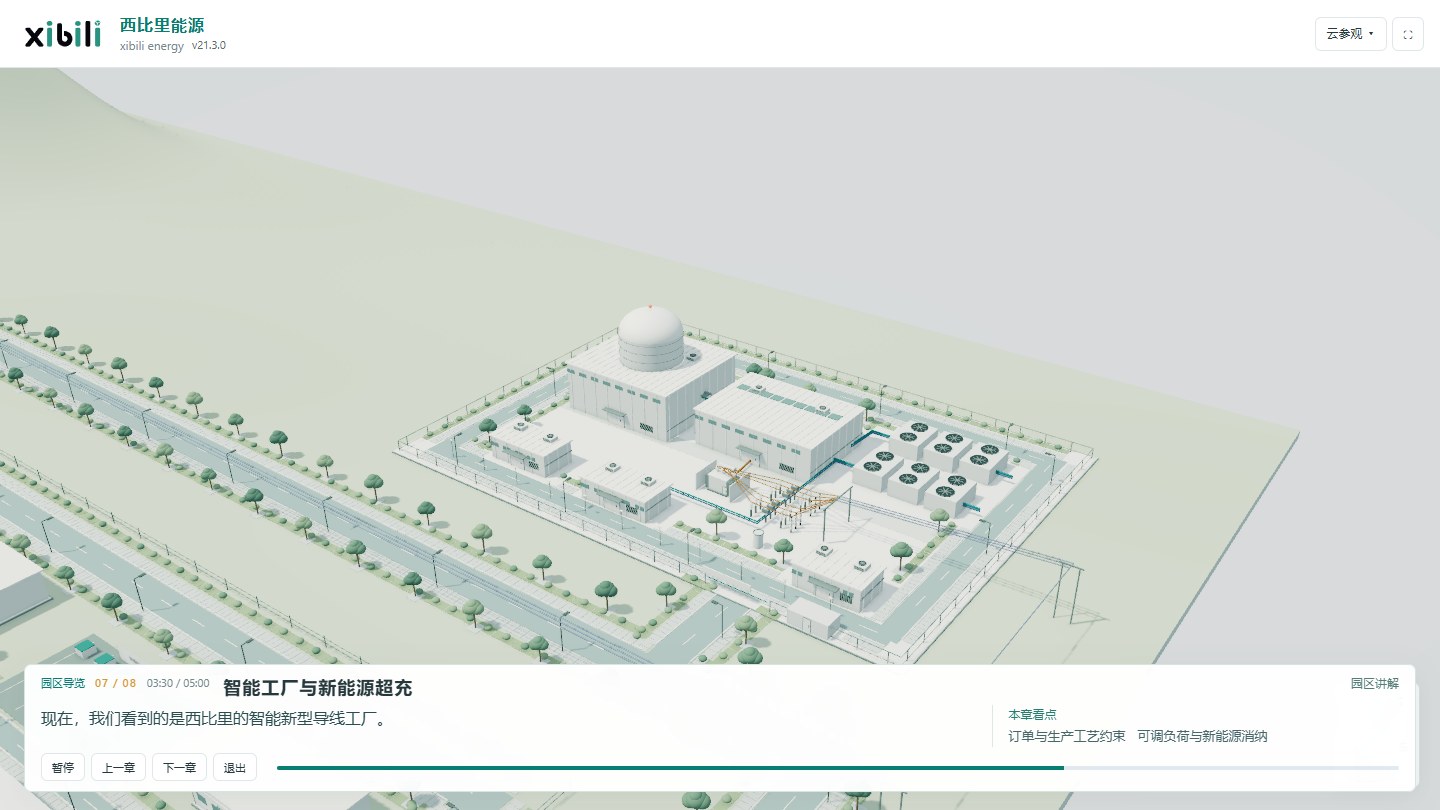 xibili
西比里能源
xibili energy v21.3.0
云参观
园区导览 07 / 08 03:30 / 05:00 智能工厂与新能源超充
园区讲解
现在，我们看到的是西比里的智能新型导线工厂。
本章看点
订单与生产工艺约束 可调负荷与新能源消纳
暂停 上一章 下一章 退出